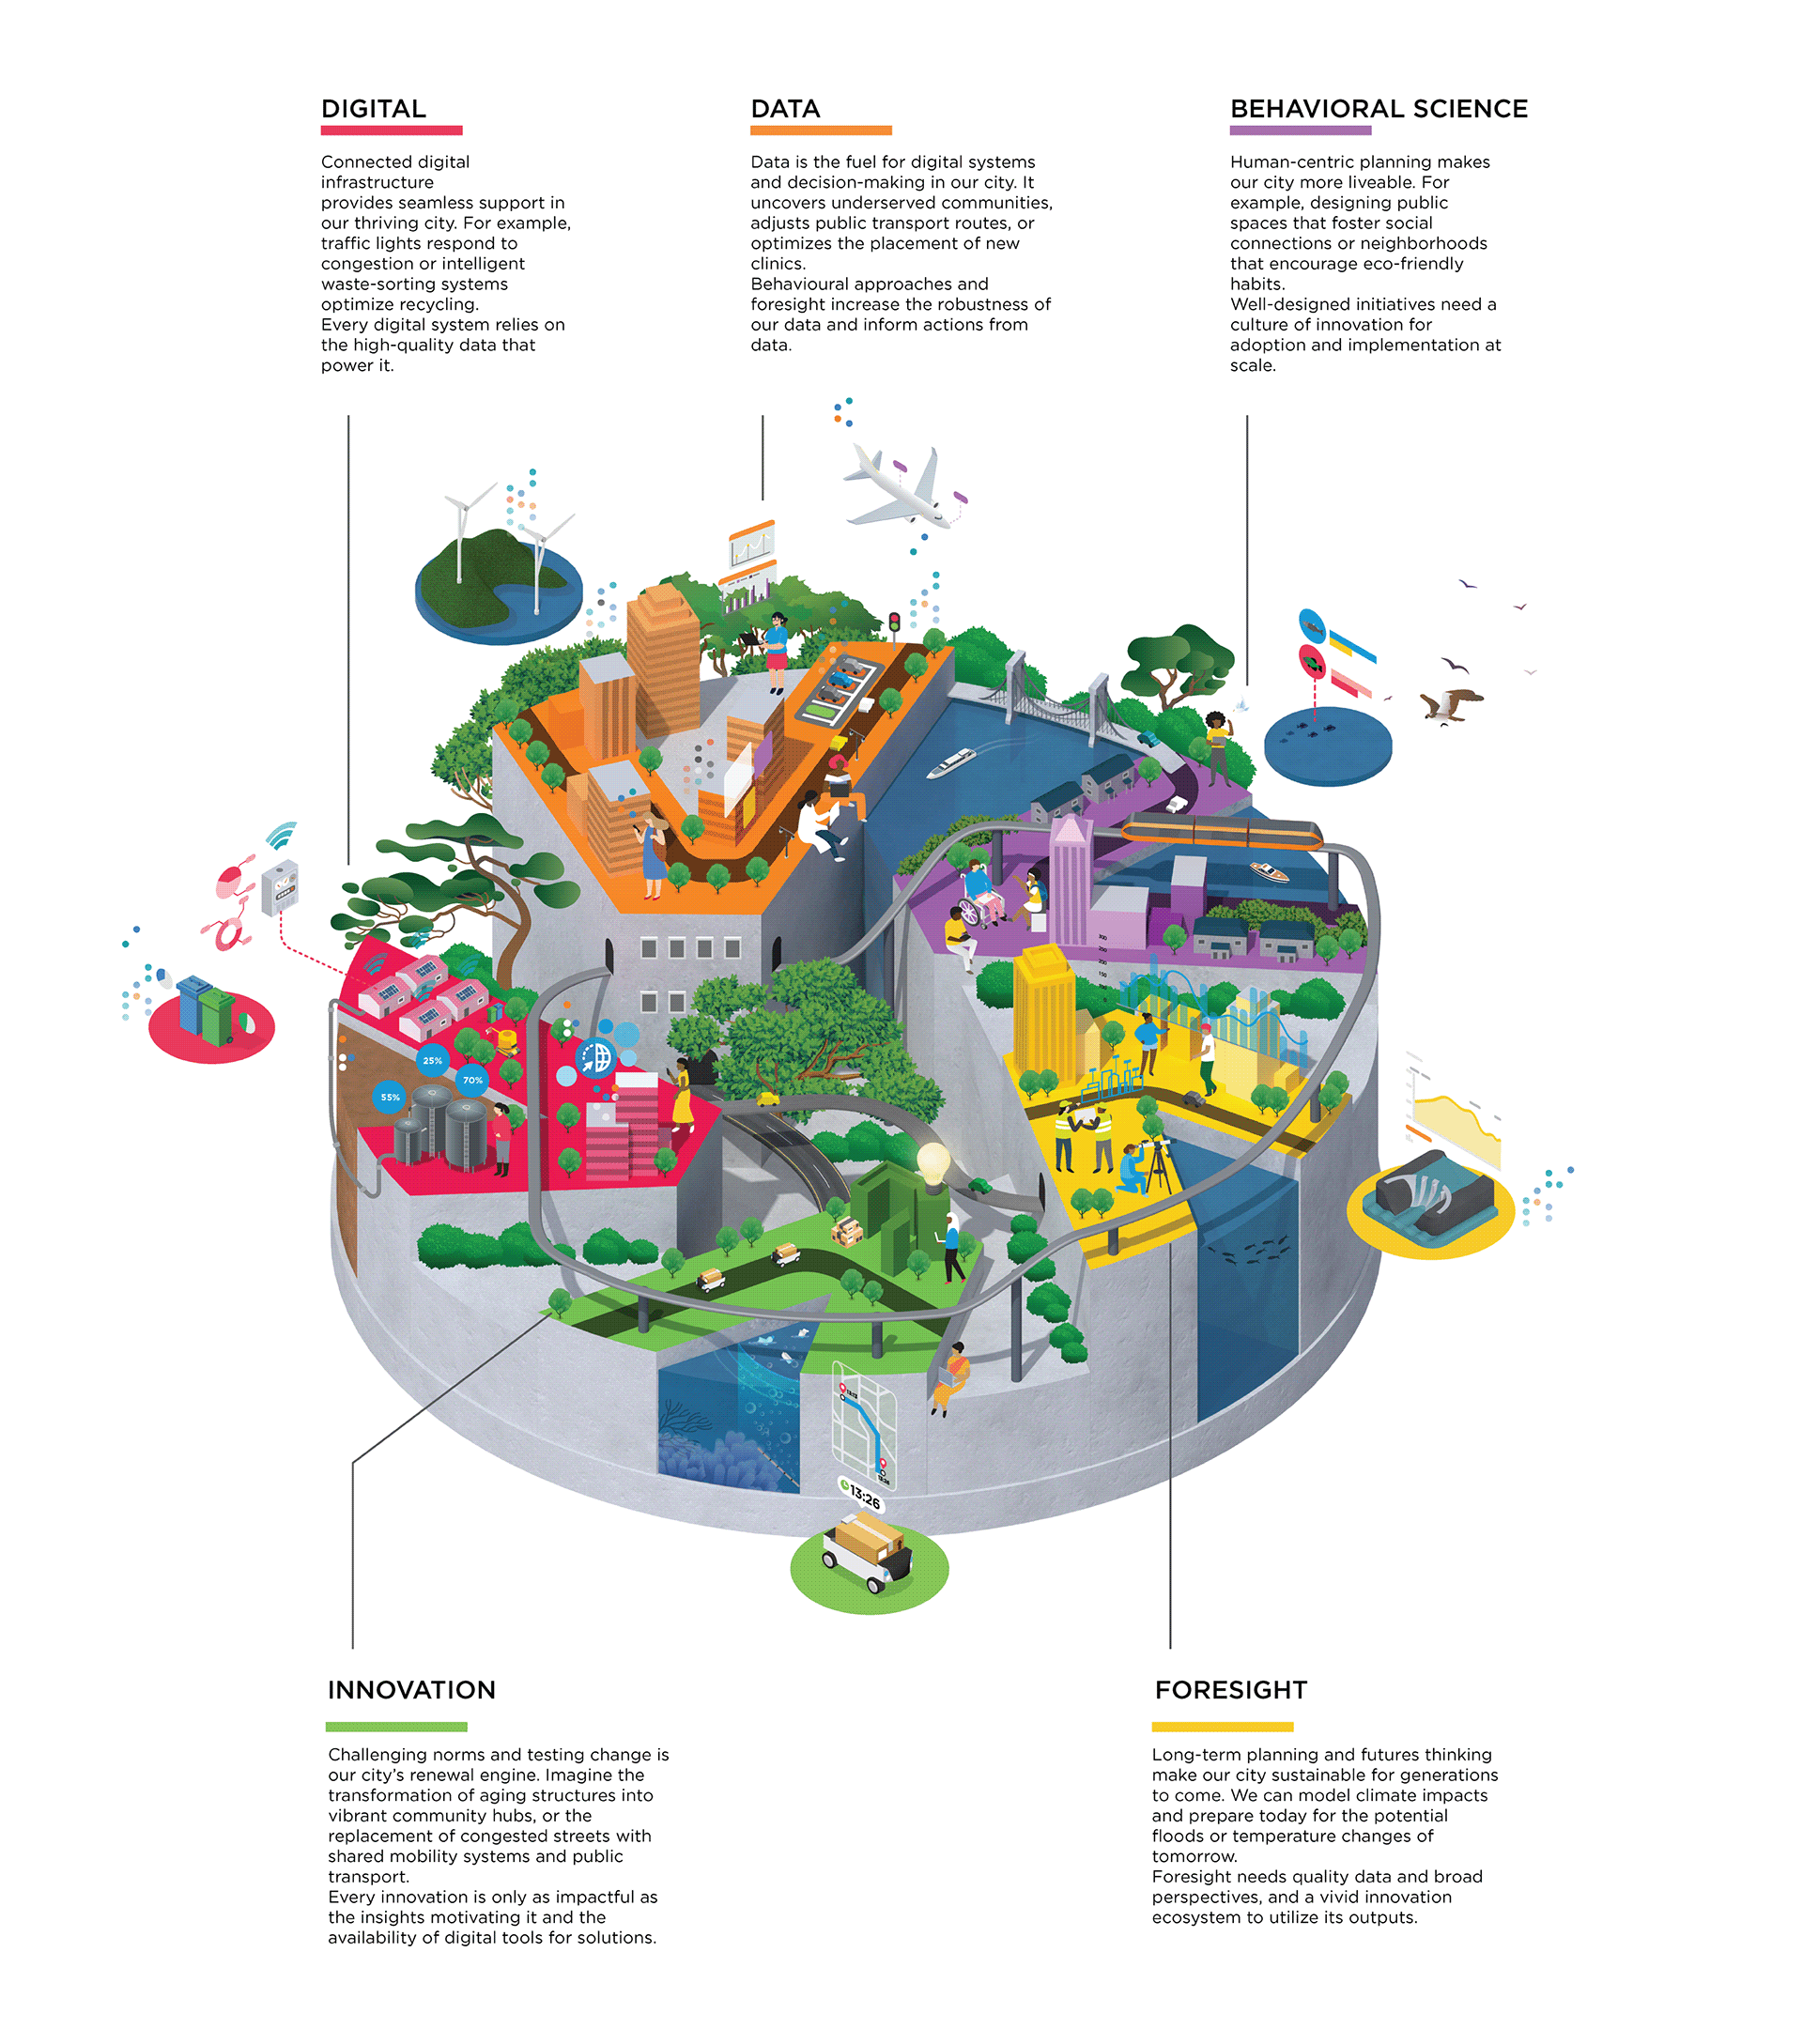 DIGITAL
Connected digital
infrastructure
provides seamless support in
our thriving city. For example,
traffic lights respond to
congestion or intelligent
waste-sorting systems
optimize recycling.
Every digital system relies on
the high-quality data that
power it.
DATA
Data is the fuel for digital systems
and decision-making in our city. It
uncovers underserved communities,
adjusts public transport routes, or
optimizes the placement of new
clinics.
Behavioural approaches and
foresight increase the robustness of
our data and inform actions from
data.
BEHAVIORAL SCIENCE
Human-centric planning makes
our city more liveable. For
example, designing public
spaces that foster social
connections or neighborhoods
that encourage eco-friendly
habits.
Well-designed initiatives need a
culture of innovation for
adoption and implementation at
scale.
300
250
200
150
25%
70%
55%
13:26
INNOVATION
Challenging norms and testing change is
our city’s renewal engine. Imagine the
transformation of aging structures into
vibrant community hubs, or the
replacement of congested streets with
shared mobility systems and public
transport.
Every innovation is only as impactful as
the insights motivating it and the
availability of digital tools for solutions.
FORESIGHT
Long-term planning and futures thinking
make our city sustainable for generations
to come. We can model climate impacts
and prepare today for the potential
floods or temperature changes of
tomorrow.
Foresight needs quality data and broad
perspectives, and a vivid innovation
ecosystem to utilize its outputs.